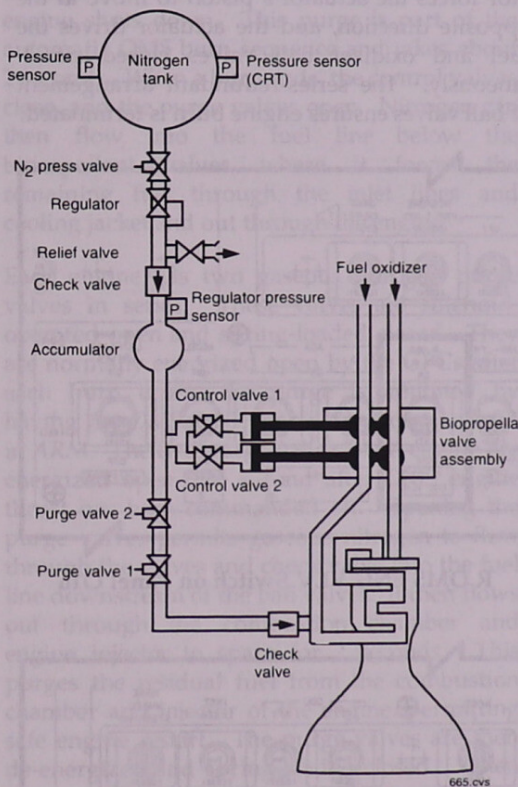 Pressure
sensor
P
Nitrogen
tank
P
Pressure
sensor
(CRT)
N2 press valve
Regulator
Relief valve
Check valve
P
Regulator pressure
sensor
Accumulator
Fuel oxidizer
Control valve 1
Control valve 2
Biopropellant
valve
assembly
Purge valve 2
Purge valve 1
Check
valve
665.cvs